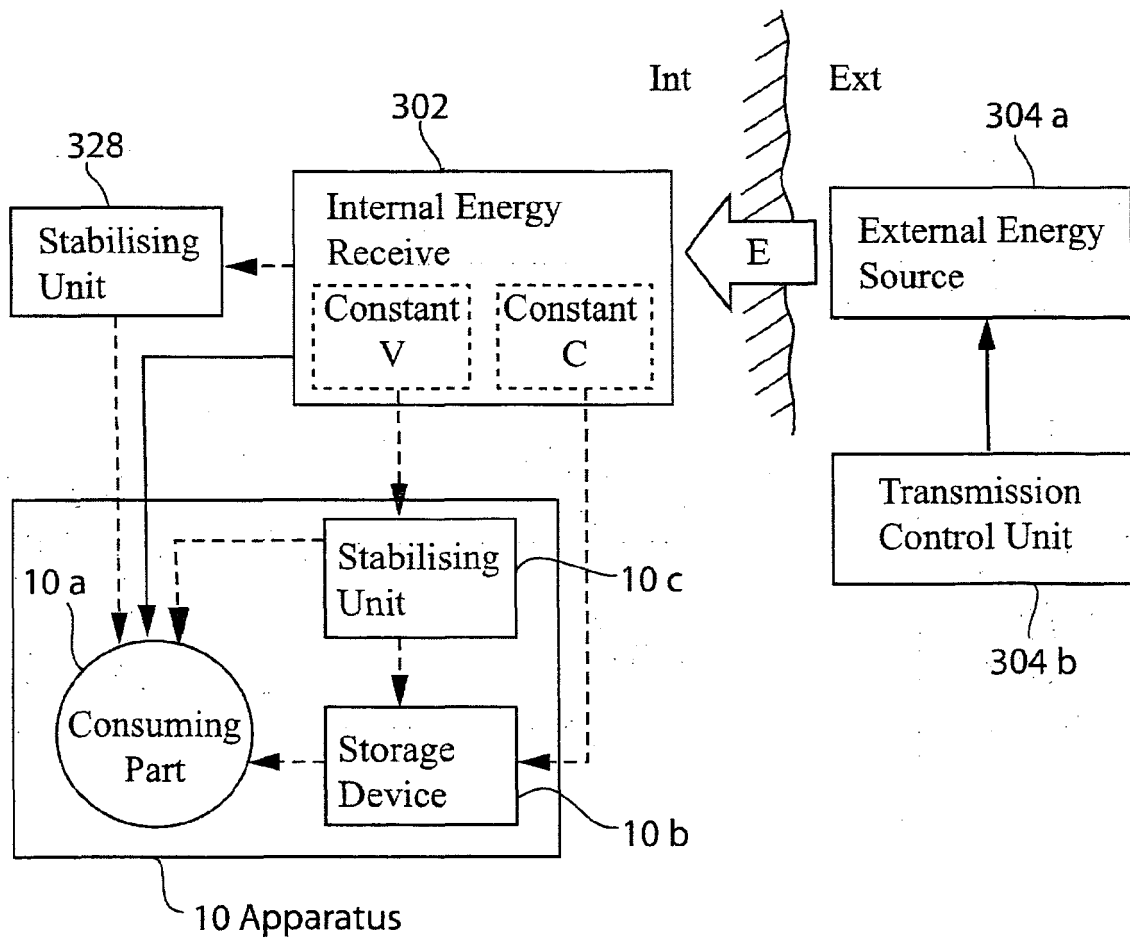 Int
Ext
302
304 a
328
Internal Energy
Receive
External Energy
Source
Stabilising
Unit
E
Constant
V
Constant
C
Transmission
Control Unit
Stabilising
Unit
10 a
10 c
304 b
Consuming
Part
Storage
Device
10 b
10 Apparatus